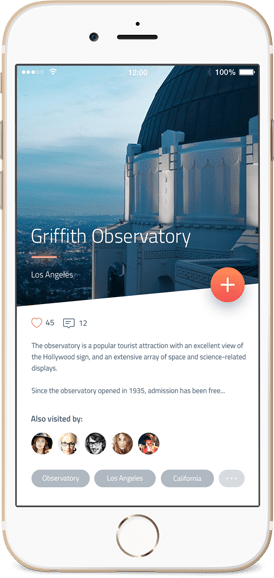 12:00
100%
Griffith Observatory
Los Angeles
45
12
The observatory is a popular tourist attraction with an excellent view of
the Hollywood sign, and an extensive array of space and science-related
displays.
Since the observatory opened in 1935, admission has been free...
Also visited by:
Observatory
Los Angeles
California